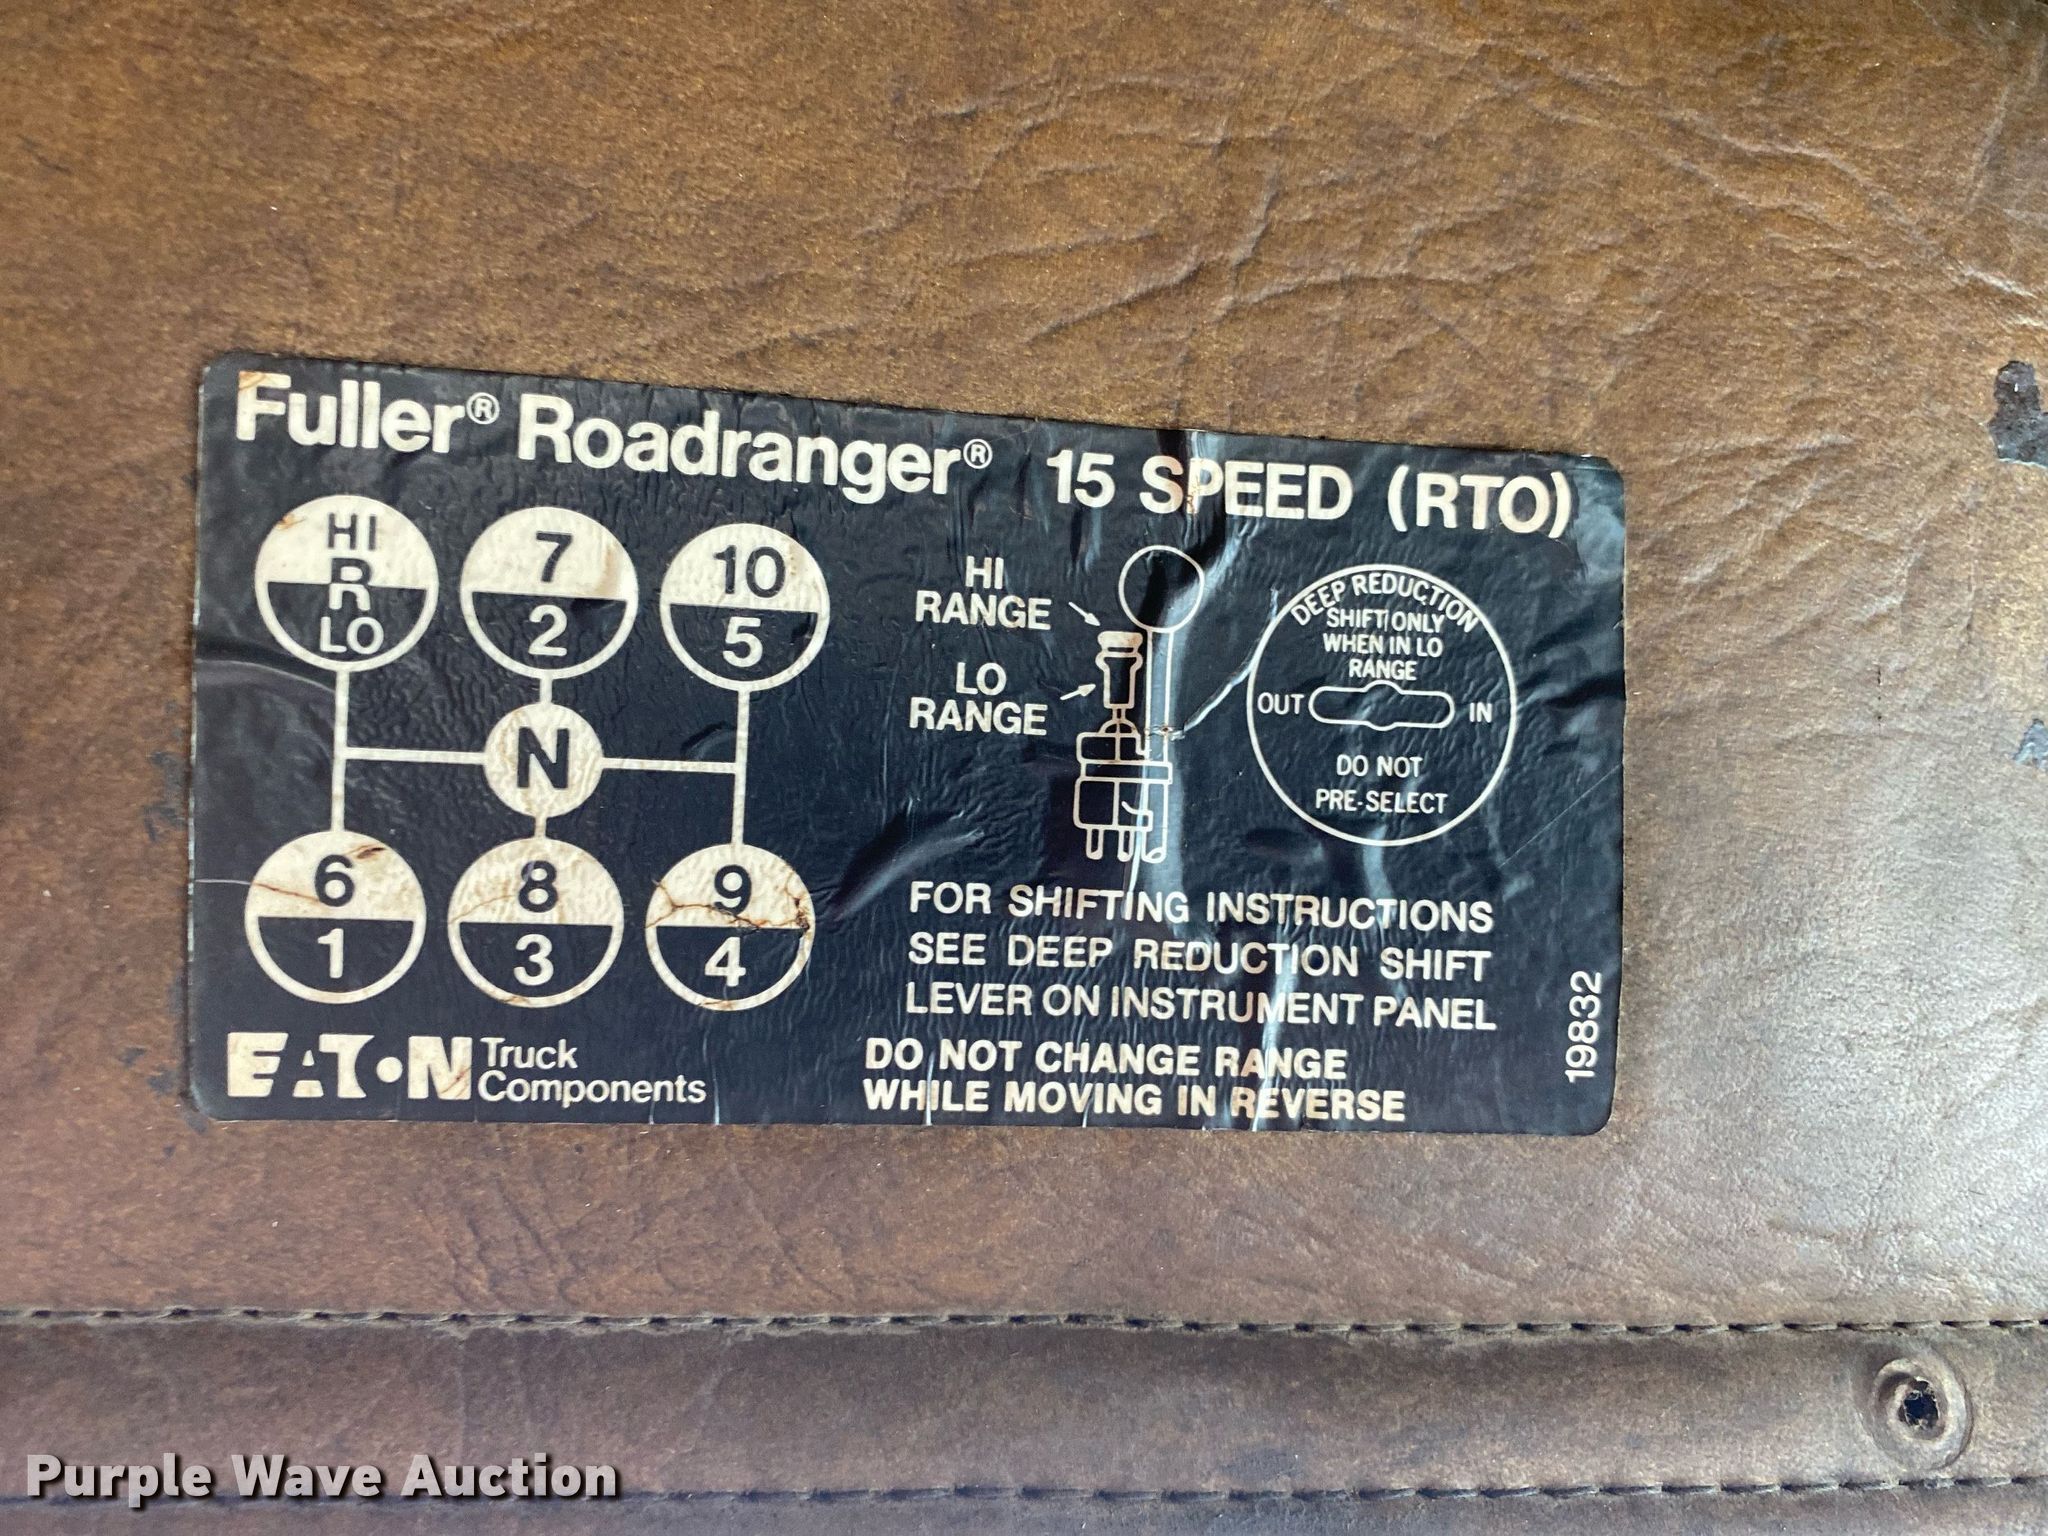 Fuller® Roadranger® 15 SPEED (RTO)
HI
R
LO
7
2
10
5
N
6
1
8
3
9
4
HI
RANGE
LO
RANGE
DEEP REDUCTION
SHIFT ONLY
WHEN IN LO
RANGE
OUT IN
DO NOT
PRE-SELECT
FOR SHIFTING INSTRUCTIONS
SEE DEEP REDUCTION SHIFT
LEVER ON INSTRUMENT PANEL
DO NOT CHANGE RANGE
WHILE MOVING IN REVERSE
EATON Truck
Components
19832
Purple Wave Auction